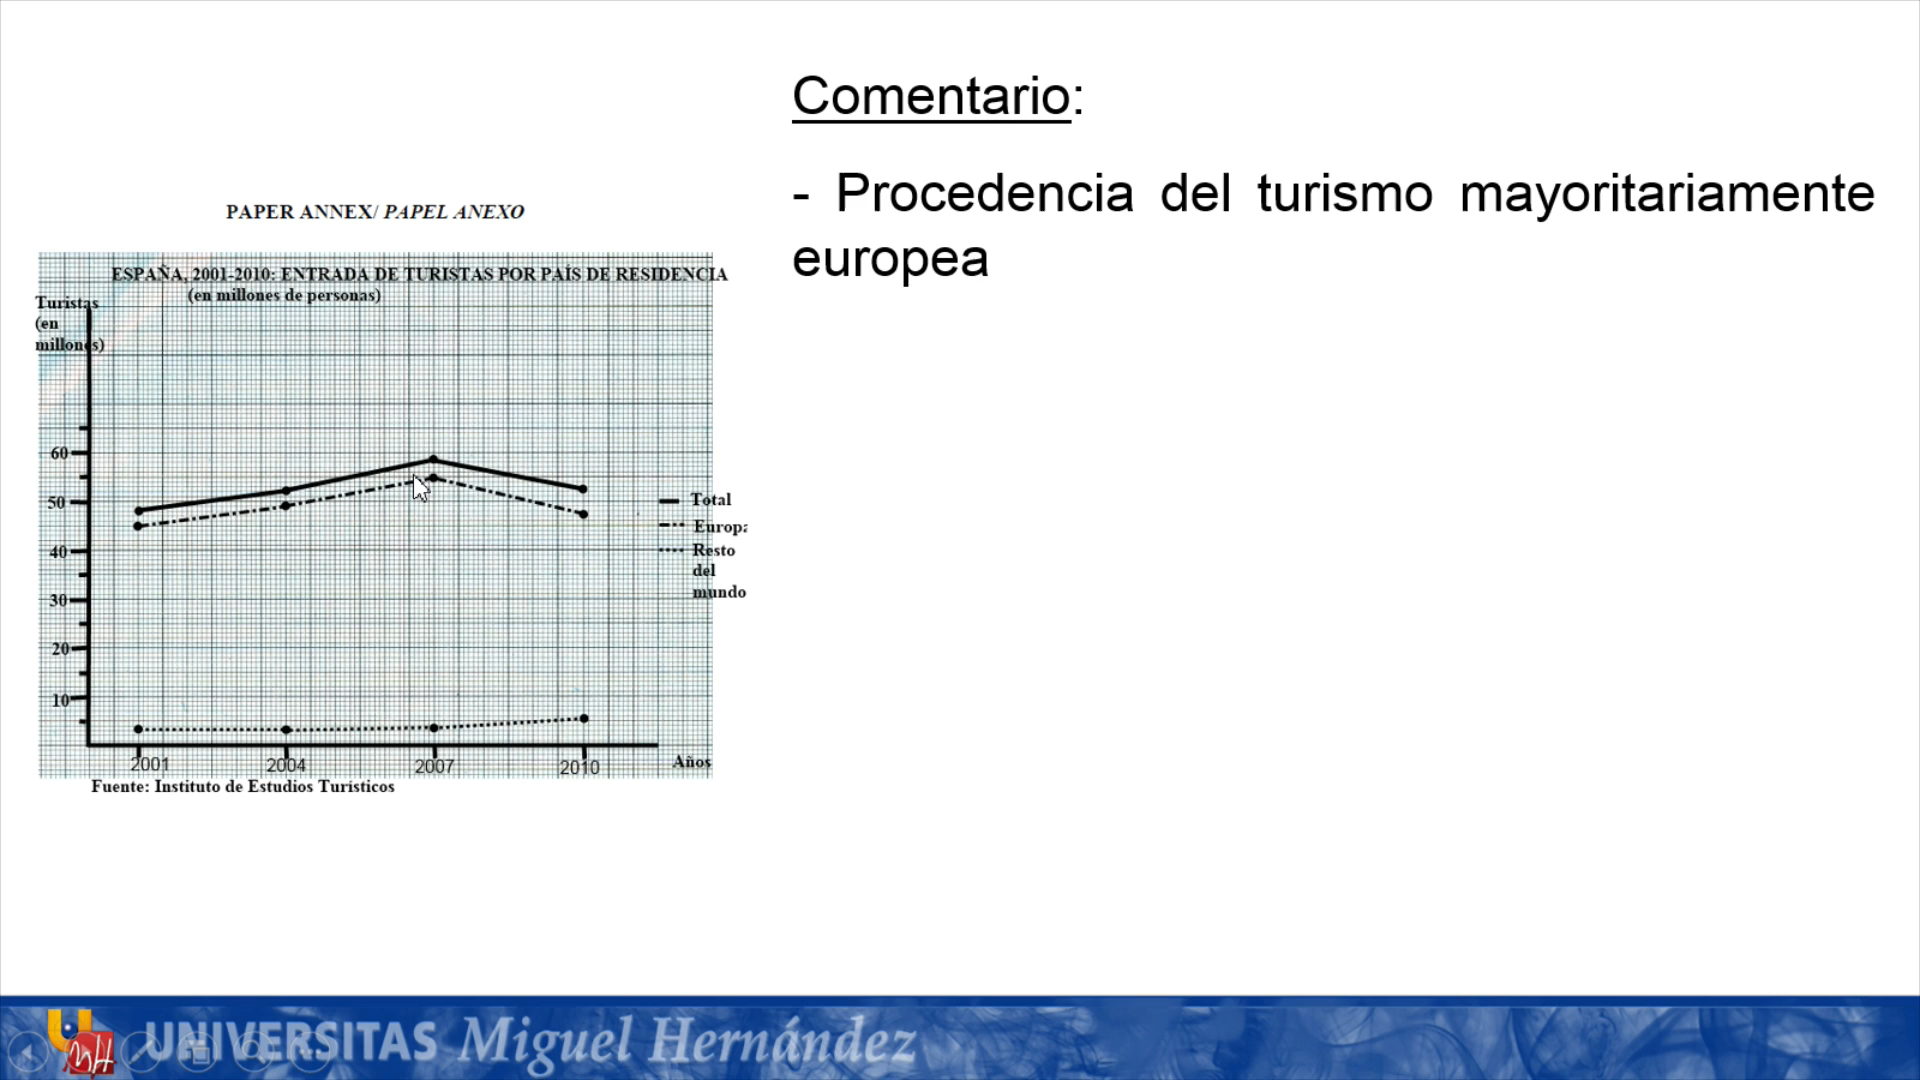 Comentario:
- Procedencia del turismo mayoritariamente
europea
PAPER ANNEX/ PAPEL ANEXO
ESPAÑA, 2001-2010: ENTRADA DE TURISTAS POR PAÍS DE RESIDENCIA
(en millones de personas)
Turistas
(en
millones)
60
50
40
30
20
10
2001 2004 2007 2010 Años
Total
Europa
Resto
del
mundo
Fuente: Instituto de Estudios Turísticos
UNIVERSITAS Miguel Hernández